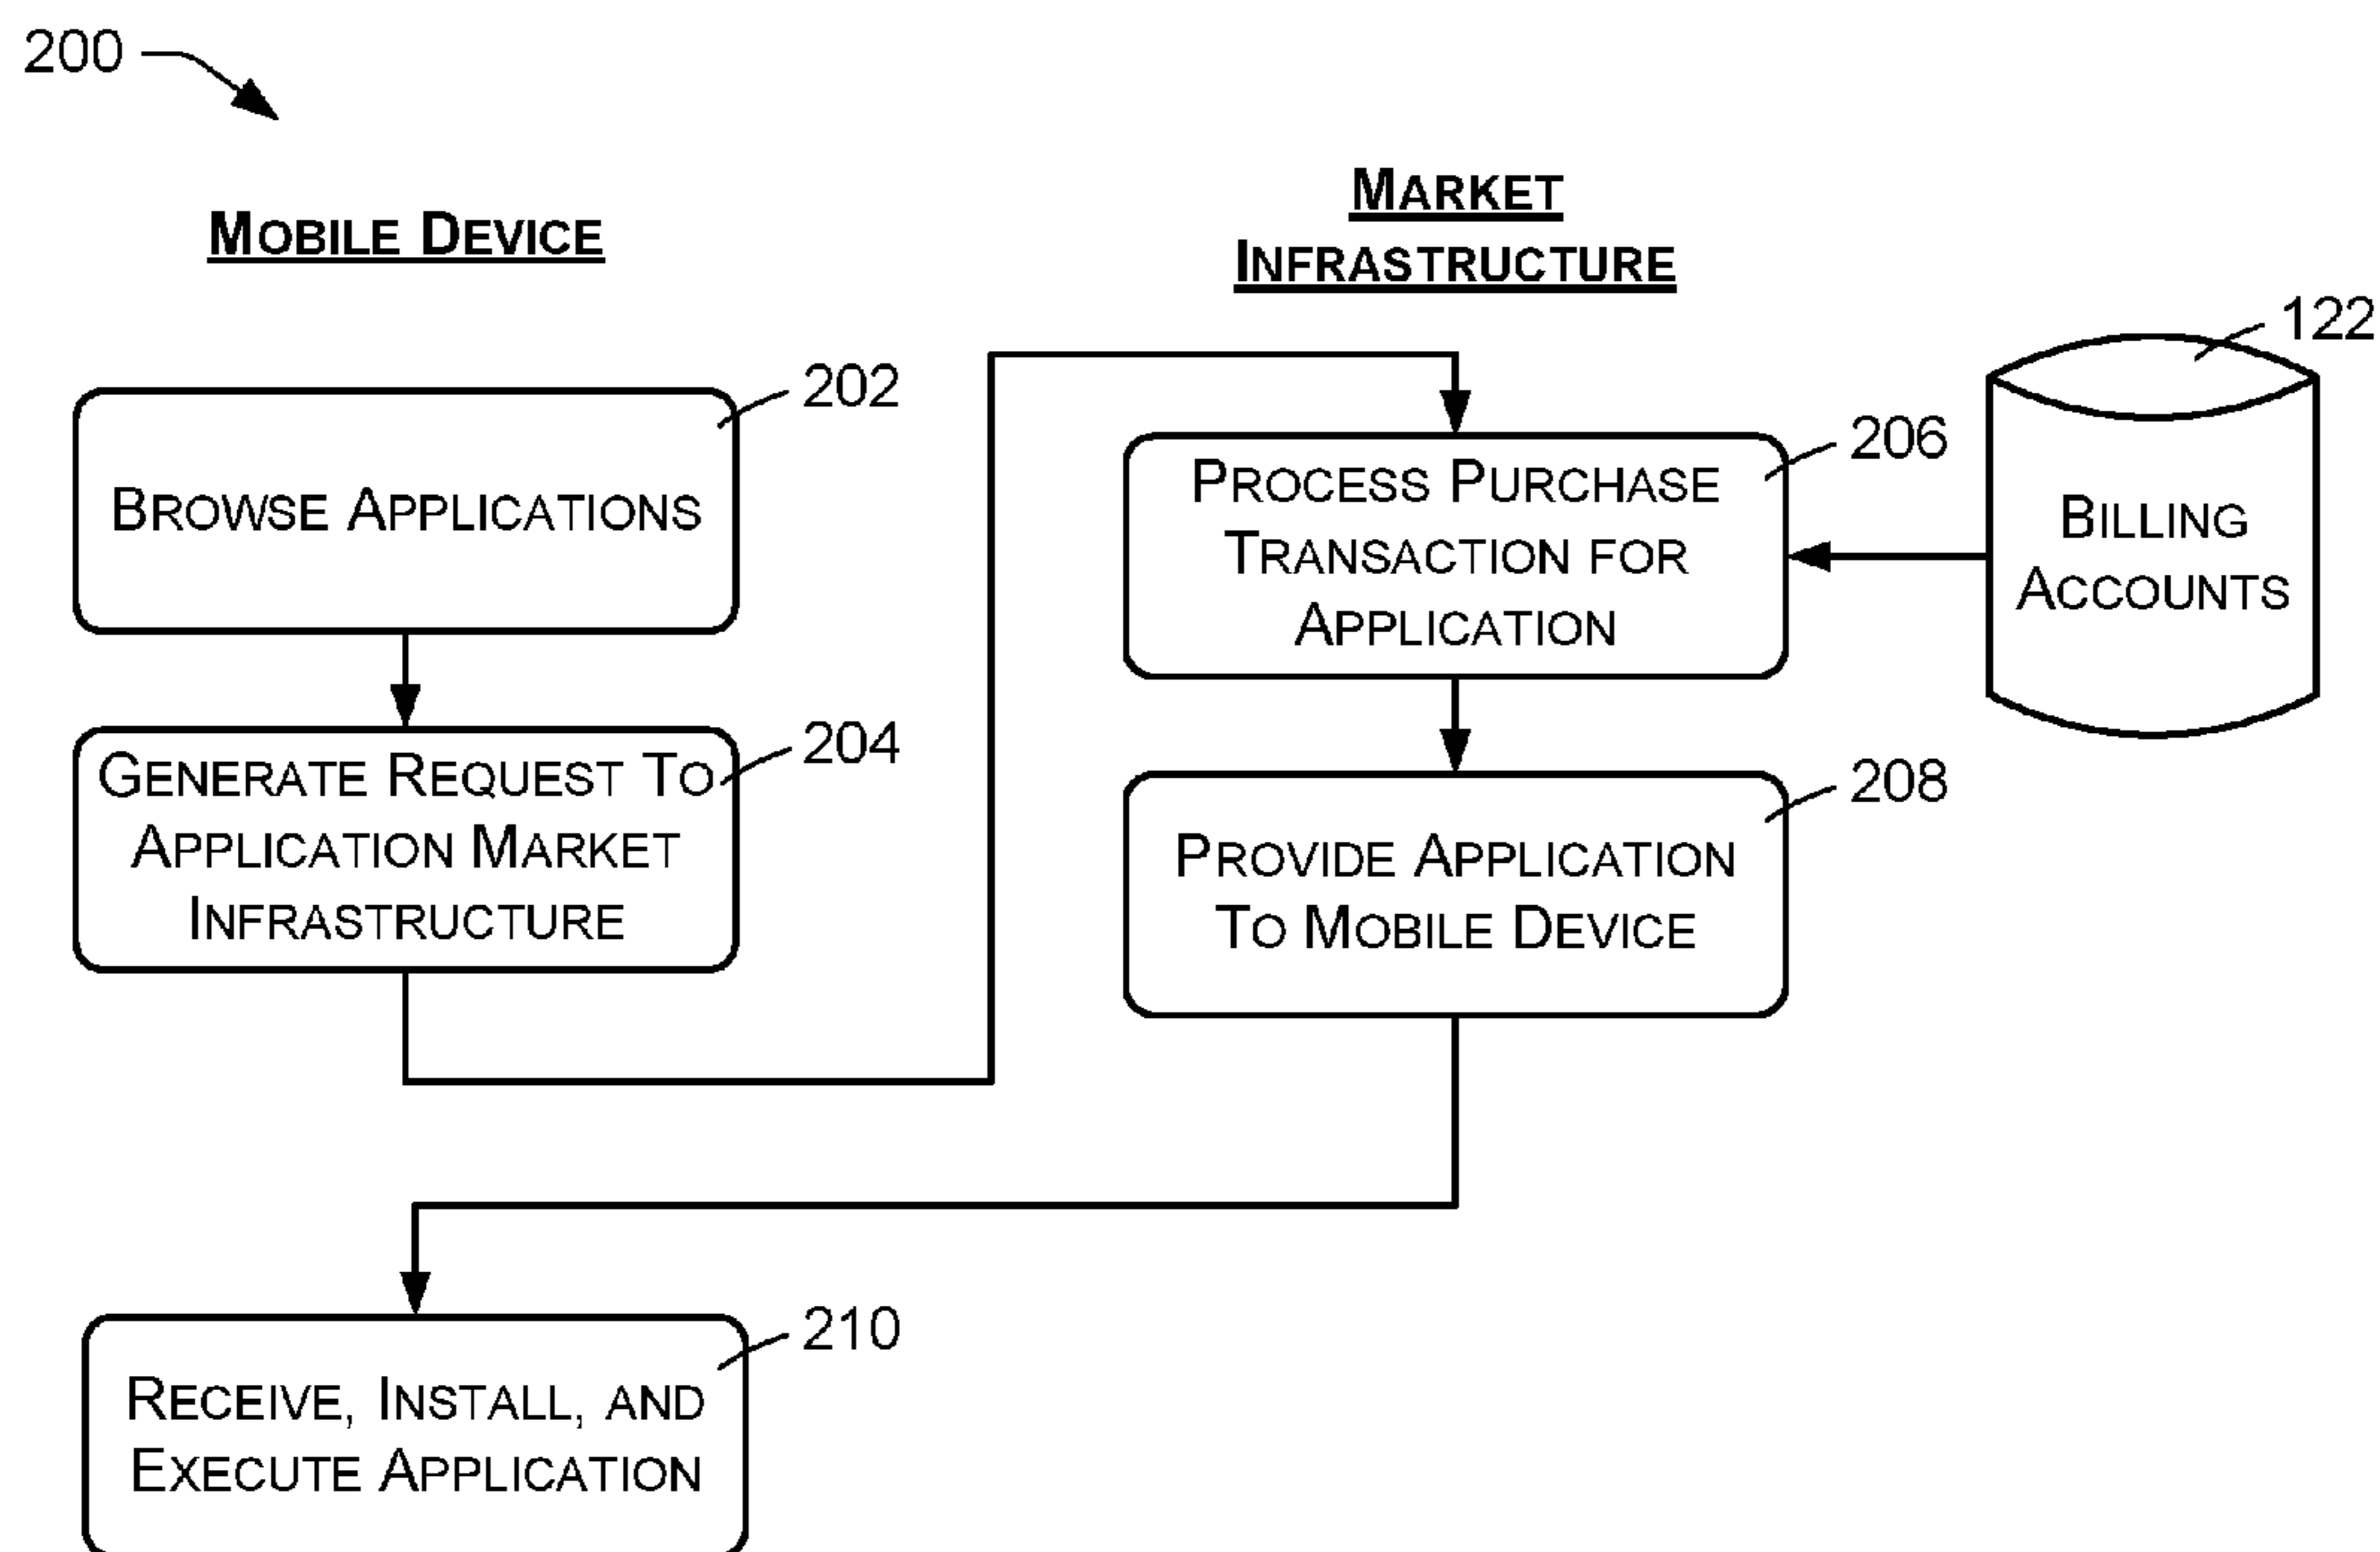 200
MOBILE DEVICE
MARKET
INFRASTRUCTURE
122
202
BROWSE APPLICATIONS
206
PROCESS PURCHASE
TRANSACTION FOR
APPLICATION
BILLING
ACCOUNTS
204
GENERATE REQUEST TO
APPLICATION MARKET
INFRASTRUCTURE
208
PROVIDE APPLICATION
TO MOBILE DEVICE
210
RECEIVE, INSTALL, AND
EXECUTE APPLICATION